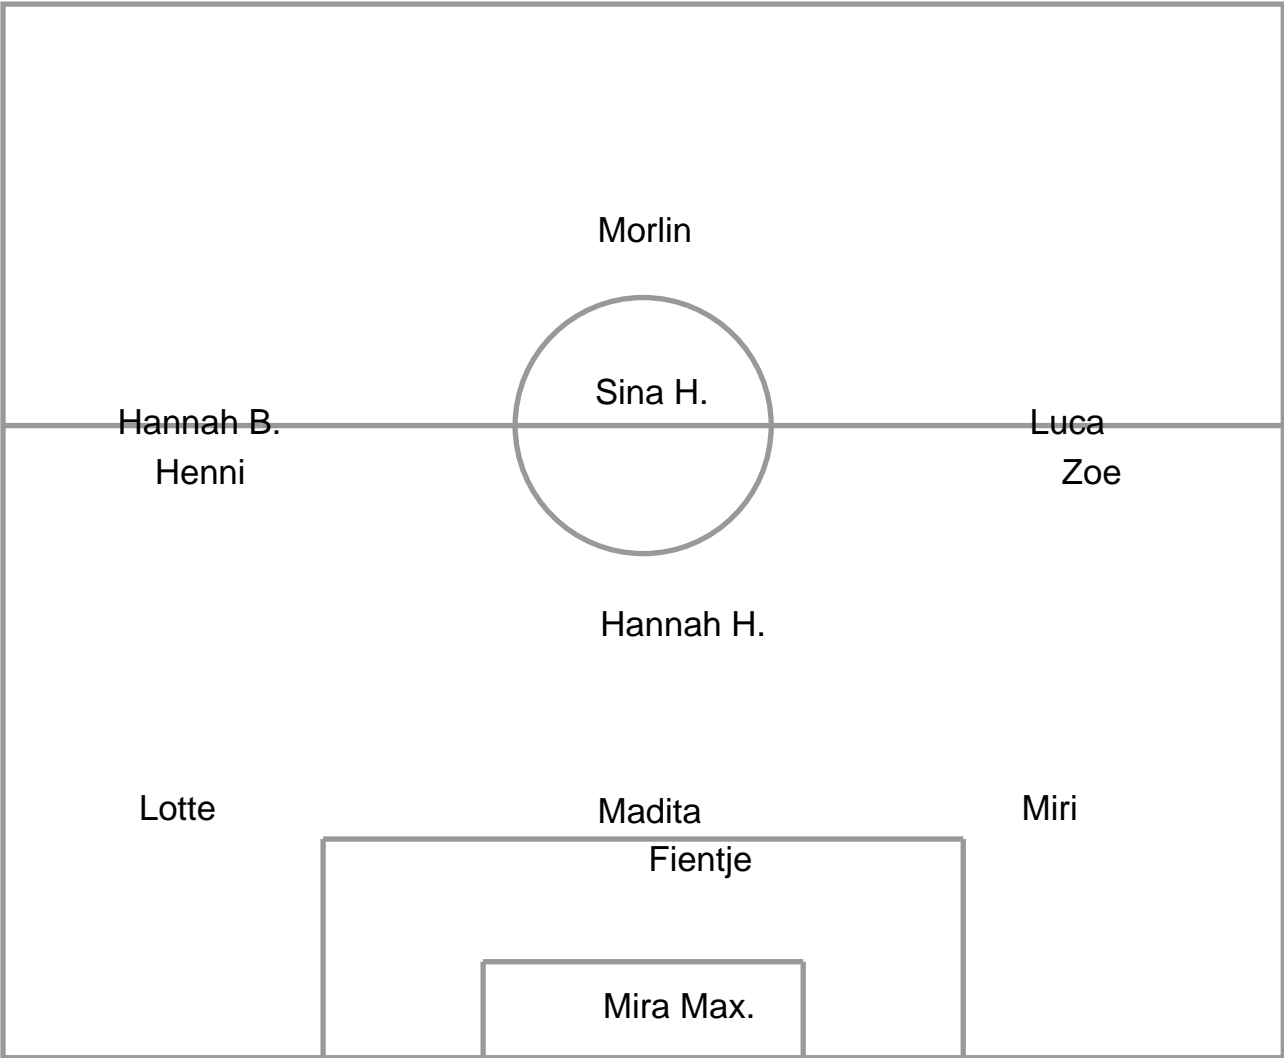 Morlin
Sina H.
Hannah B.
Luca
Henni
Zoe
Hannah H.
Lotte
Madita
Miri
Fientje
Mira Max.